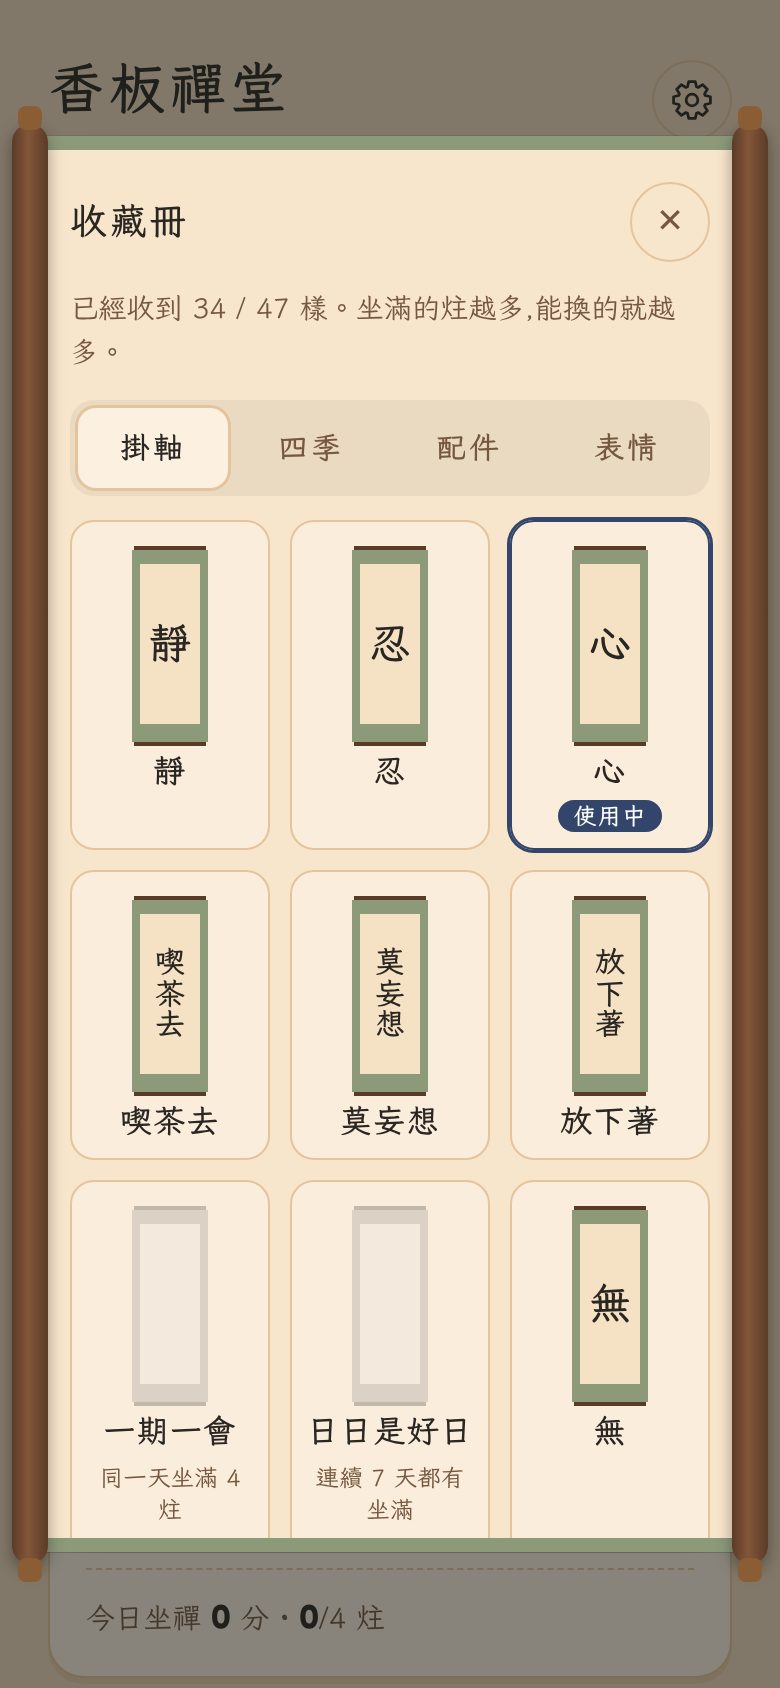 香板禪堂
收藏冊
已經收到 34 / 47 樣。坐滿的炷越多,能換的就越
多。
掛軸
四季
配件
表情
靜
靜
忍
忍
心
心
使用中
喫茶去
喫茶去
莫妄想
莫妄想
放下著
放下著
一期一會
同一天坐滿 4
炷
日日是好日
連續 7 天都有
坐滿
無
無
今日坐禪 0 分・0/4 炷